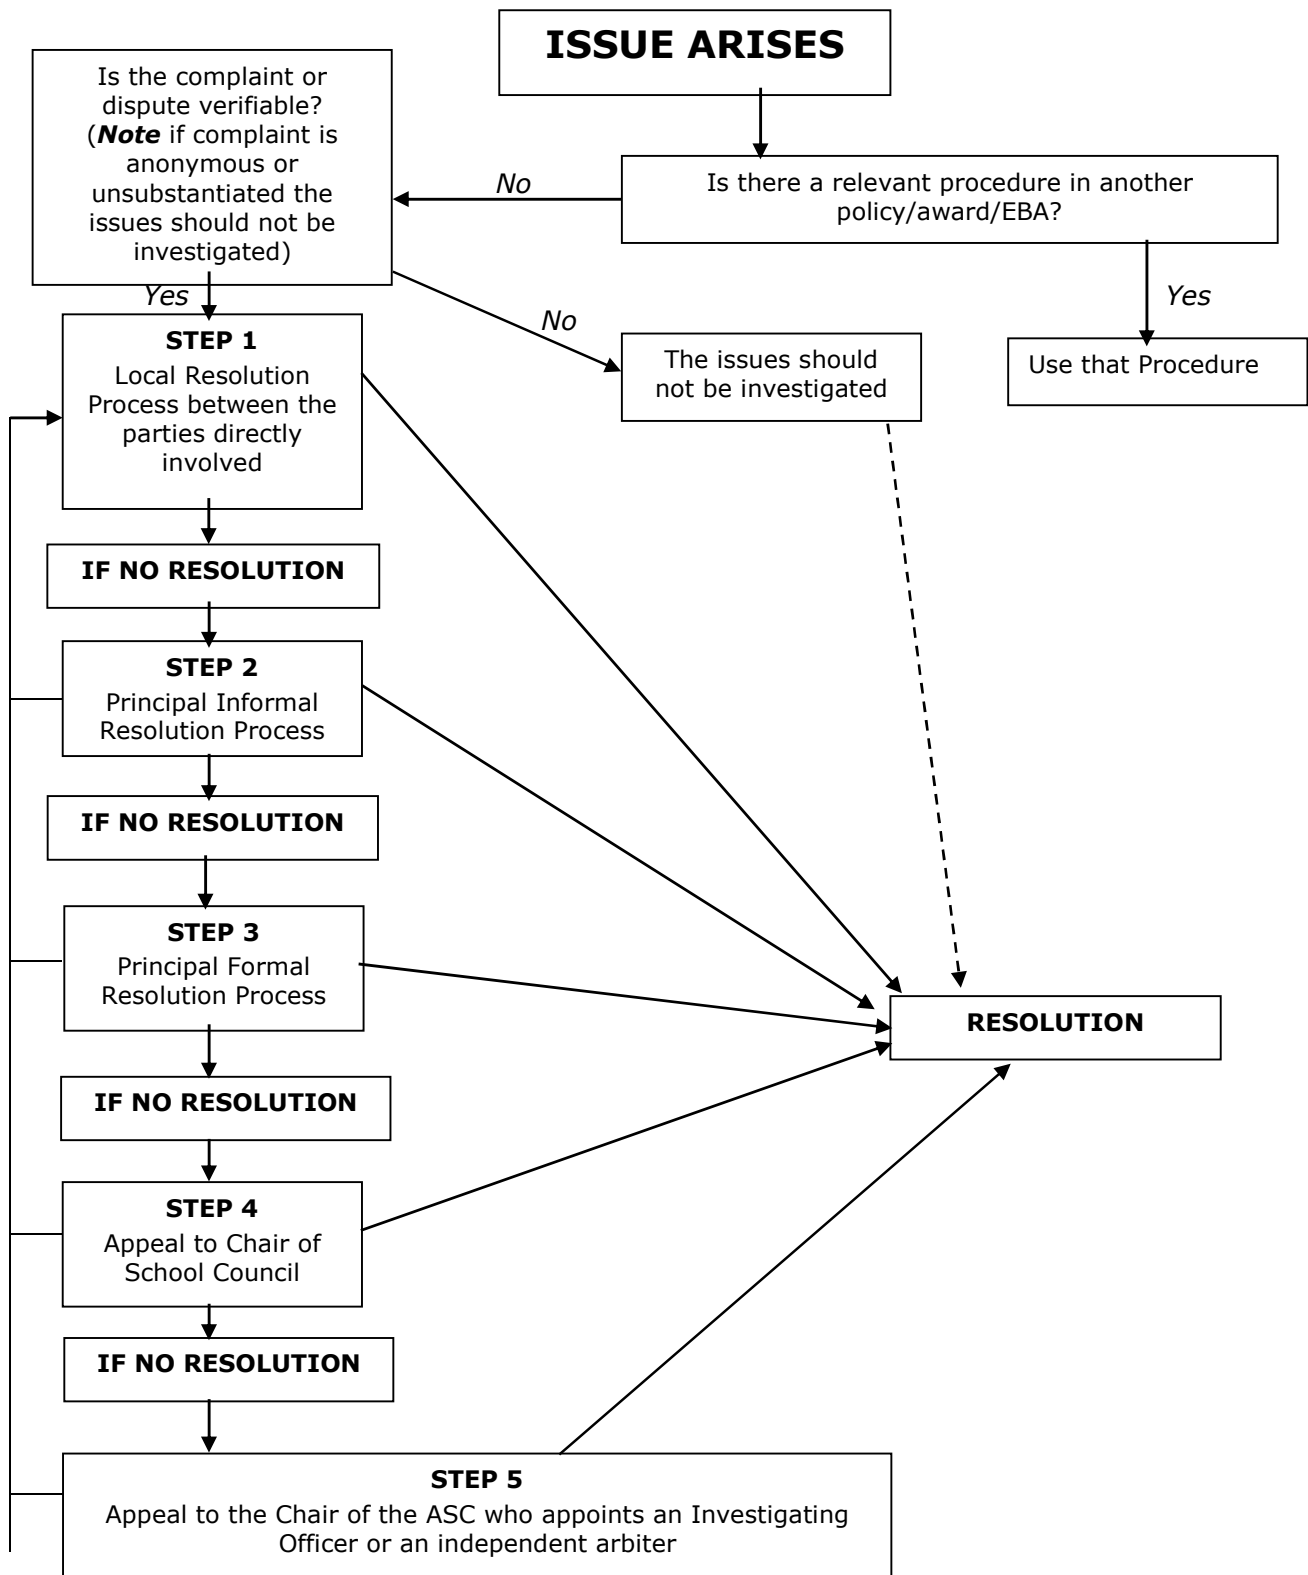 ISSUE ARISES
Is there a relevant procedure in another
policy/award/EBA?
No
Yes
Use that Procedure
Is the complaint or
dispute verifiable?
(Note if complaint is
anonymous or
unsubstantiated the
issues should not be
investigated)
Yes
No
The issues should
not be investigated
STEP 1
Local Resolution
Process between the
parties directly
involved
IF NO RESOLUTION
STEP 2
Principal Informal
Resolution Process
IF NO RESOLUTION
STEP 3
Principal Formal
Resolution Process
RESOLUTION
IF NO RESOLUTION
STEP 4
Appeal to Chair of
School Council
IF NO RESOLUTION
STEP 5
Appeal to the Chair of the ASC who appoints an Investigating
Officer or an independent arbiter